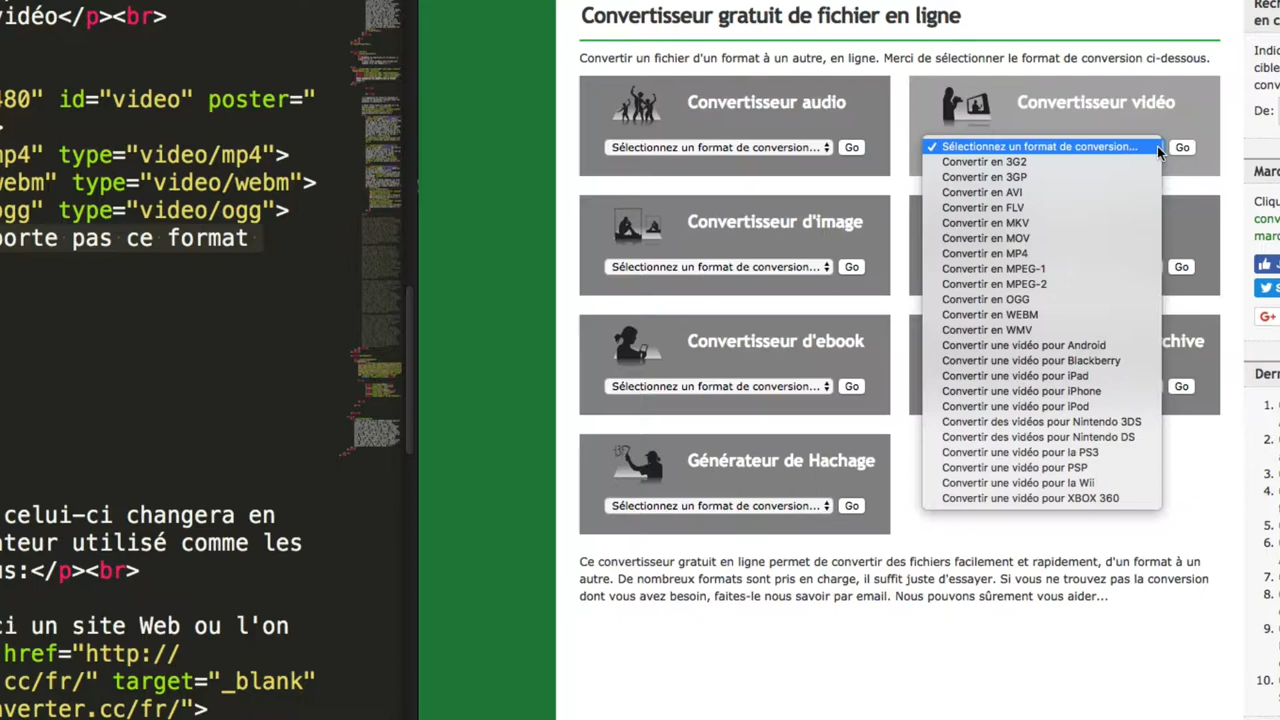 vidéo</p><br>
480" id="video" poster="
mp4" type="video/mp4">
webm" type="video/webm">
ogg" type="video/ogg">
porte pas ce format
celui-ci changera en
ateur utilisé comme les
us:</p><br>
ci un site Web ou l'on
href="http://
cc/fr/" target="_blank"
nverter.cc/fr/">
Convertisseur gratuit de fichier en ligne
Convertir un fichier d'un format à un autre, en ligne. Merci de sélectionner le format de conversion ci-dessous.
Convertisseur audio
Sélectionnez un format de conversion...
Go
Convertisseur vidéo
Sélectionnez un format de conversion...
Go
Convertir en 3G2
Convertir en 3GP
Convertir en AVI
Convertir en FLV
Convertir en MKV
Convertir en MOV
Convertir en MP4
Convertir en MPEG-1
Convertir en MPEG-2
Convertir en OGG
Convertir en WEBM
Convertir en WMV
Convertir une vidéo pour Android
Convertir une vidéo pour Blackberry
Convertir une vidéo pour iPad
Convertir une vidéo pour iPhone
Convertir une vidéo pour iPod
Convertir des vidéos pour Nintendo 3DS
Convertir des vidéos pour Nintendo DS
Convertir une vidéo pour la PS3
Convertir une vidéo pour PSP
Convertir une vidéo pour la Wii
Convertir une vidéo pour XBOX 360
Convertisseur d'image
Sélectionnez un format de conversion...
Go
Go
Convertisseur d'ebook
Sélectionnez un format de conversion...
Go
chive
Go
Générateur de Hachage
Sélectionnez un format de conversion...
Go
Ce convertisseur gratuit en ligne permet de convertir des fichiers facilement et rapidement, d'un format à un
autre. De nombreux formats sont pris en charge, il suffit juste d'essayer. Si vous ne trouvez pas la conversion
dont vous avez besoin, faites-le nous savoir par email. Nous pouvons sûrement vous aider...
Rech
en c
Indic
cible
conv
De:
Marc
Cliqu
conv
marc
G+
Dern
1.
2.
3.
4.
5.
6.
7.
8.
9.
10.